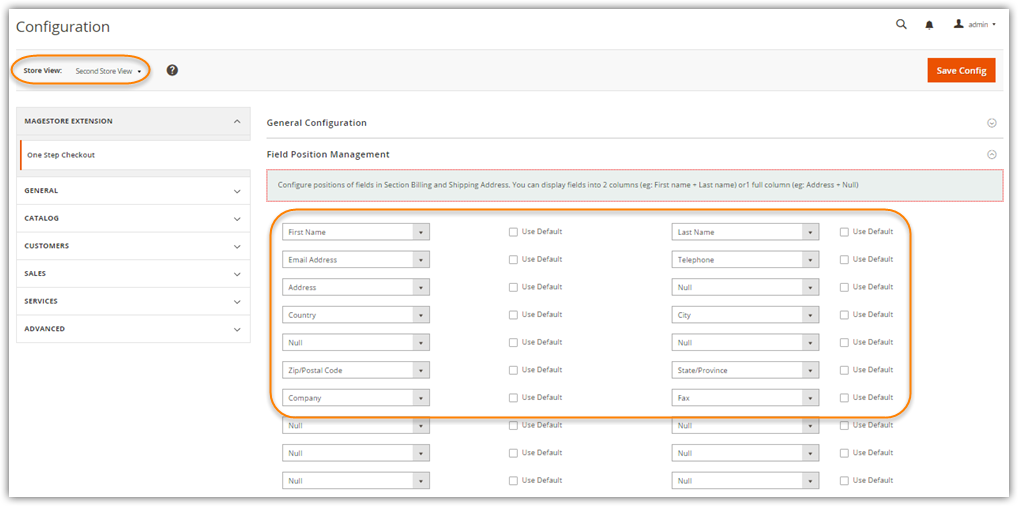 Configuration
admin
Store View: Second Store View
?
Save Config
MAGESTORE EXTENSION
One Step Checkout
GENERAL
CATALOG
CUSTOMERS
SALES
SERVICES
ADVANCED
General Configuration
Field Position Management
Configure positions of fields in Section Billing and Shipping Address. You can display fields into 2 columns (eg: First name + Last name) or1 full column (eg: Address + Null)
First Name Use Default Last Name Use Default
Email Address Use Default Telephone Use Default
Address Use Default Null Use Default
Country Use Default City Use Default
Null Use Default Null Use Default
Zip/Postal Code Use Default State/Province Use Default
Company Use Default Fax Use Default
Null Use Default Null Use Default
Null Use Default Null Use Default
Null Use Default Null Use Default